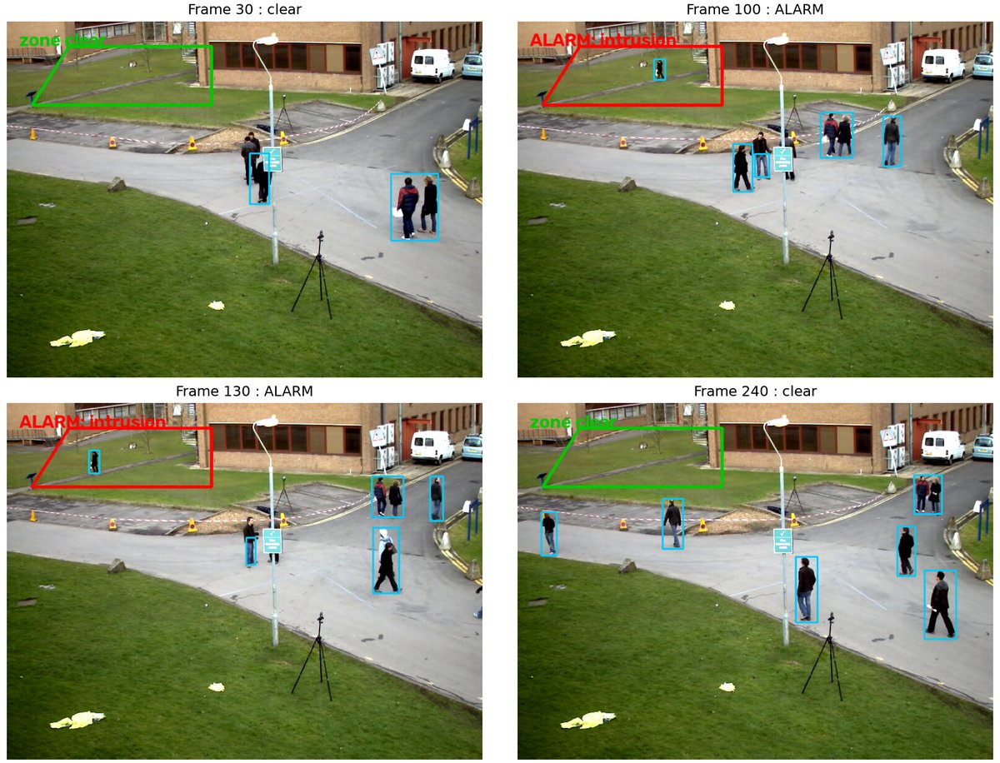 Frame 30 : clear
zone clear
Frame 100 : ALARM
ALARM: intrusion
Frame 130 : ALARM
ALARM: intrusion
Frame 240 : clear
zone clear